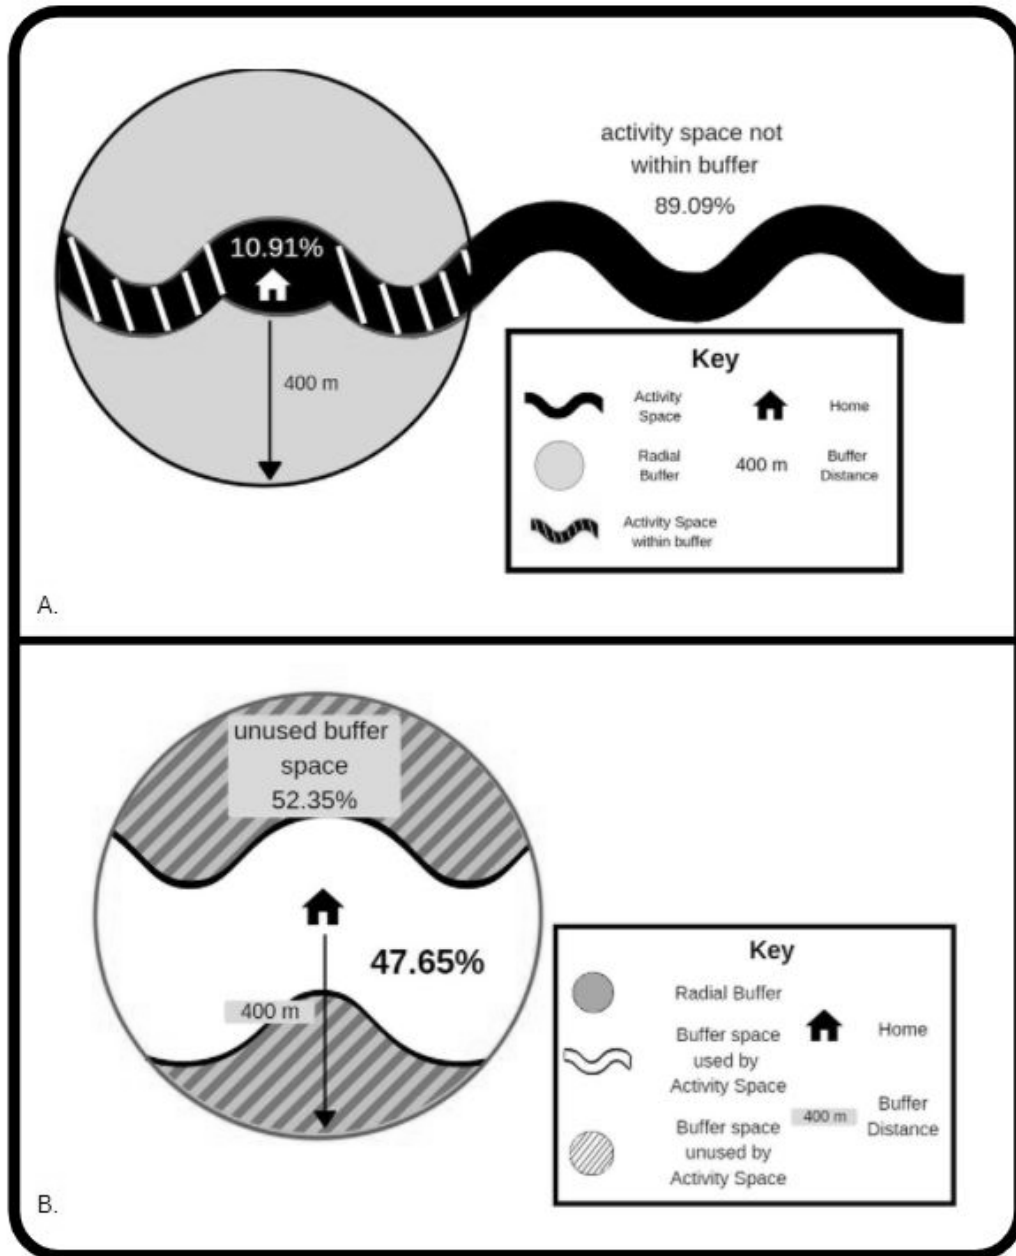 activity space not
within buffer
89.09%
10.91%
400 m
Key
Activity
Space
Home
Radial
Buffer
400 m
Buffer
Distance
Activity Space
within buffer
A.
unused buffer
space
52.35%
47.65%
400 m
Key
Radial Buffer
Home
Buffer space
used by
Activity Space
400 m
Buffer
Distance
Buffer space
unused by
Activity Space
B.